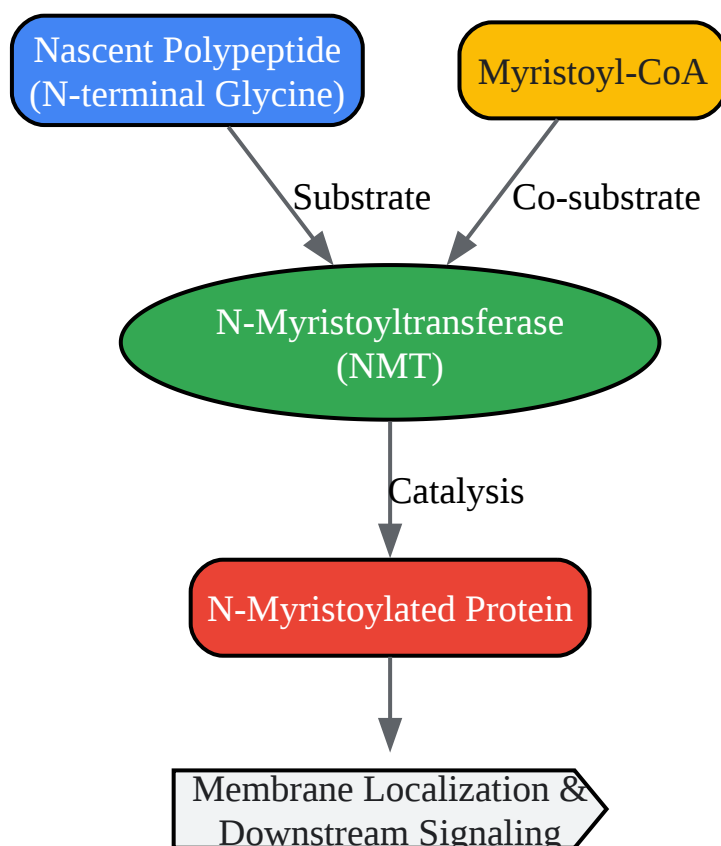 Nascent Polypeptide
(N-terminal Glycine)
Myristoyl-CoA
Substrate
Co-substrate
N-Myristoyltransferase
(NMT)
Catalysis
N-Myristoylated Protein
Membrane Localization &
Downstream Signaling